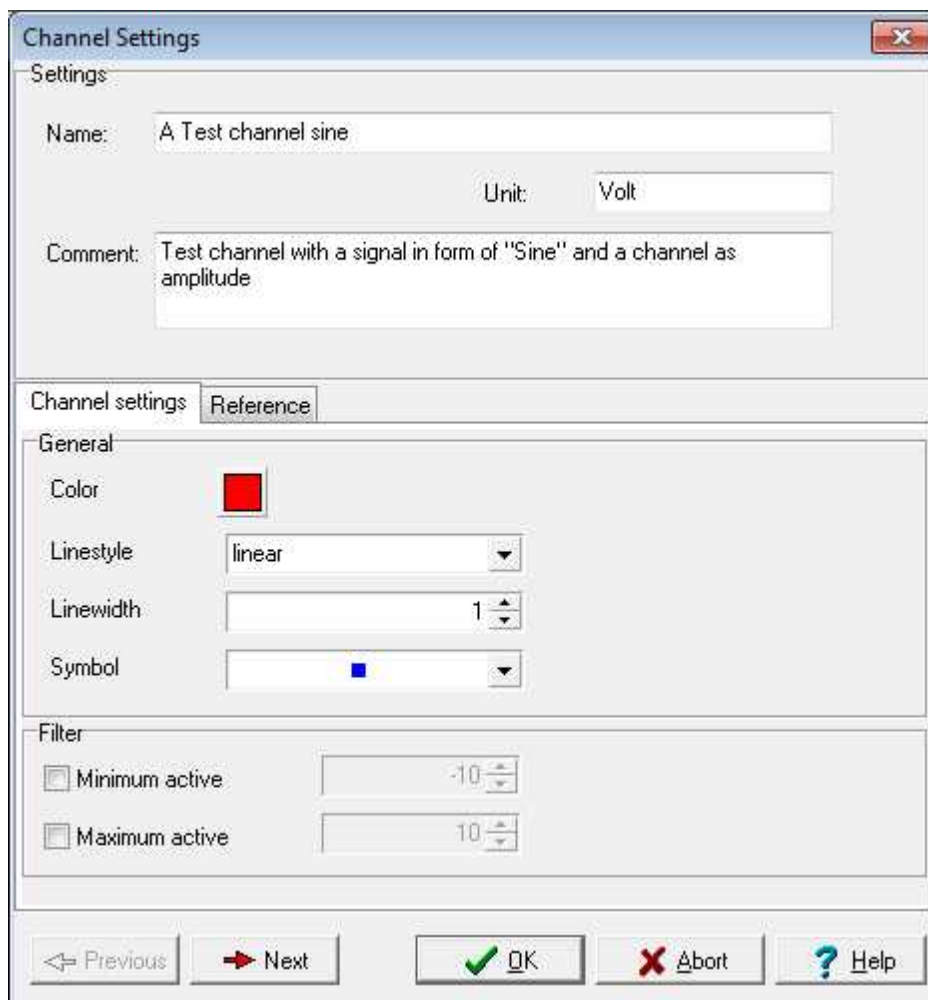 Channel Settings
Settings
Name: A Test channel sine
Unit: Volt
Comment: Test channel with a signal in form of "Sine" and a channel as
amplitude
Channel settings Reference
General
Color
Linestyle linear
Linewidth 1
Symbol
Filter
Minimum active -10
Maximum active 10
Previous Next OK Abort Help